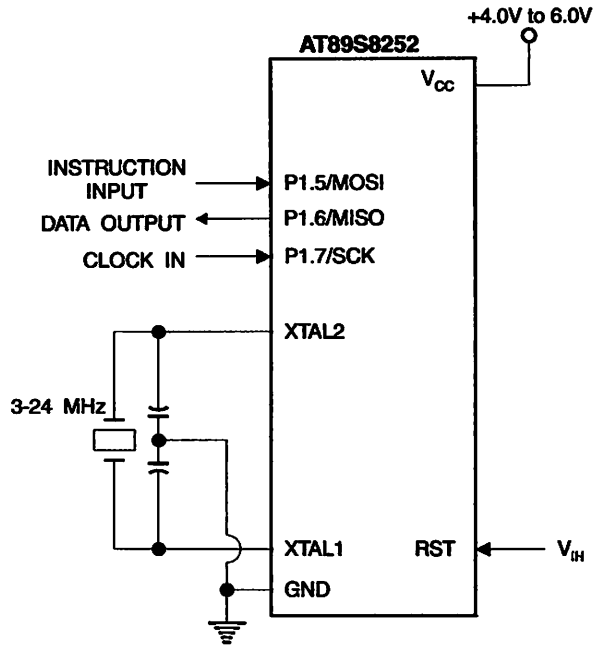 +4.0V to 6.0V
AT89S8252
VCC
INSTRUCTION
INPUT
P1.5/MOSI
DATA OUTPUT
P1.6/MISO
CLOCK IN
P1.7/SCK
XTAL2
3-24 MHz
XTAL1
RST
VIH
GND